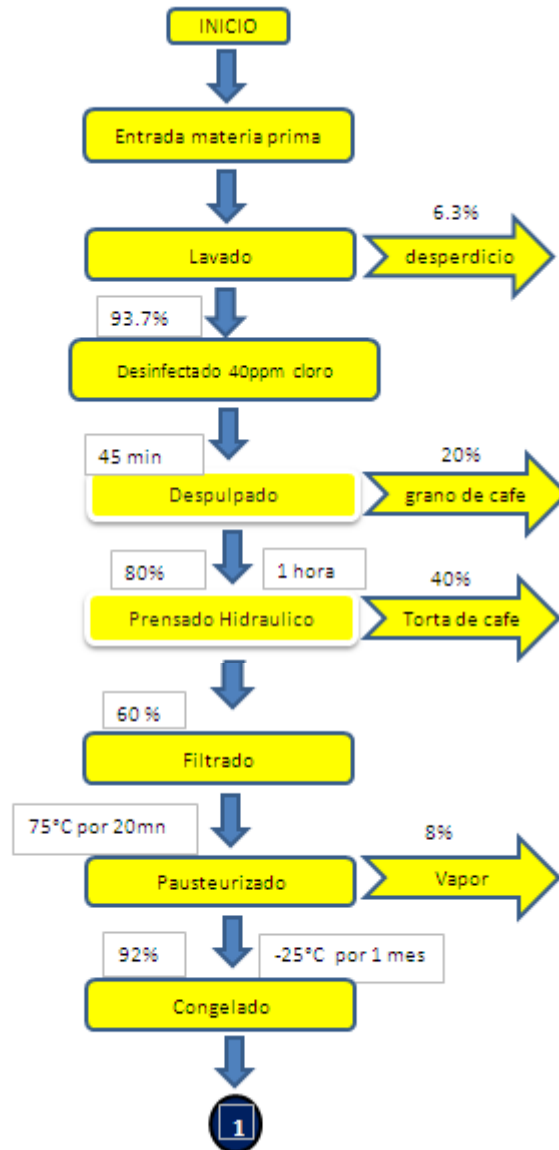 INICIO
Entrada materia prima
6.3%
Lavado
desperdicio
93.7%
Desinfectado 40ppm cloro
45 min
20%
Despulpado
grano de cafe
80%
1 hora
40%
Prensado Hidraulico
Torta de cafe
60 %
Filtrado
75°C por 20mn
8%
Pausteurizado
Vapor
92%
-25°C por 1 mes
Congelado
1